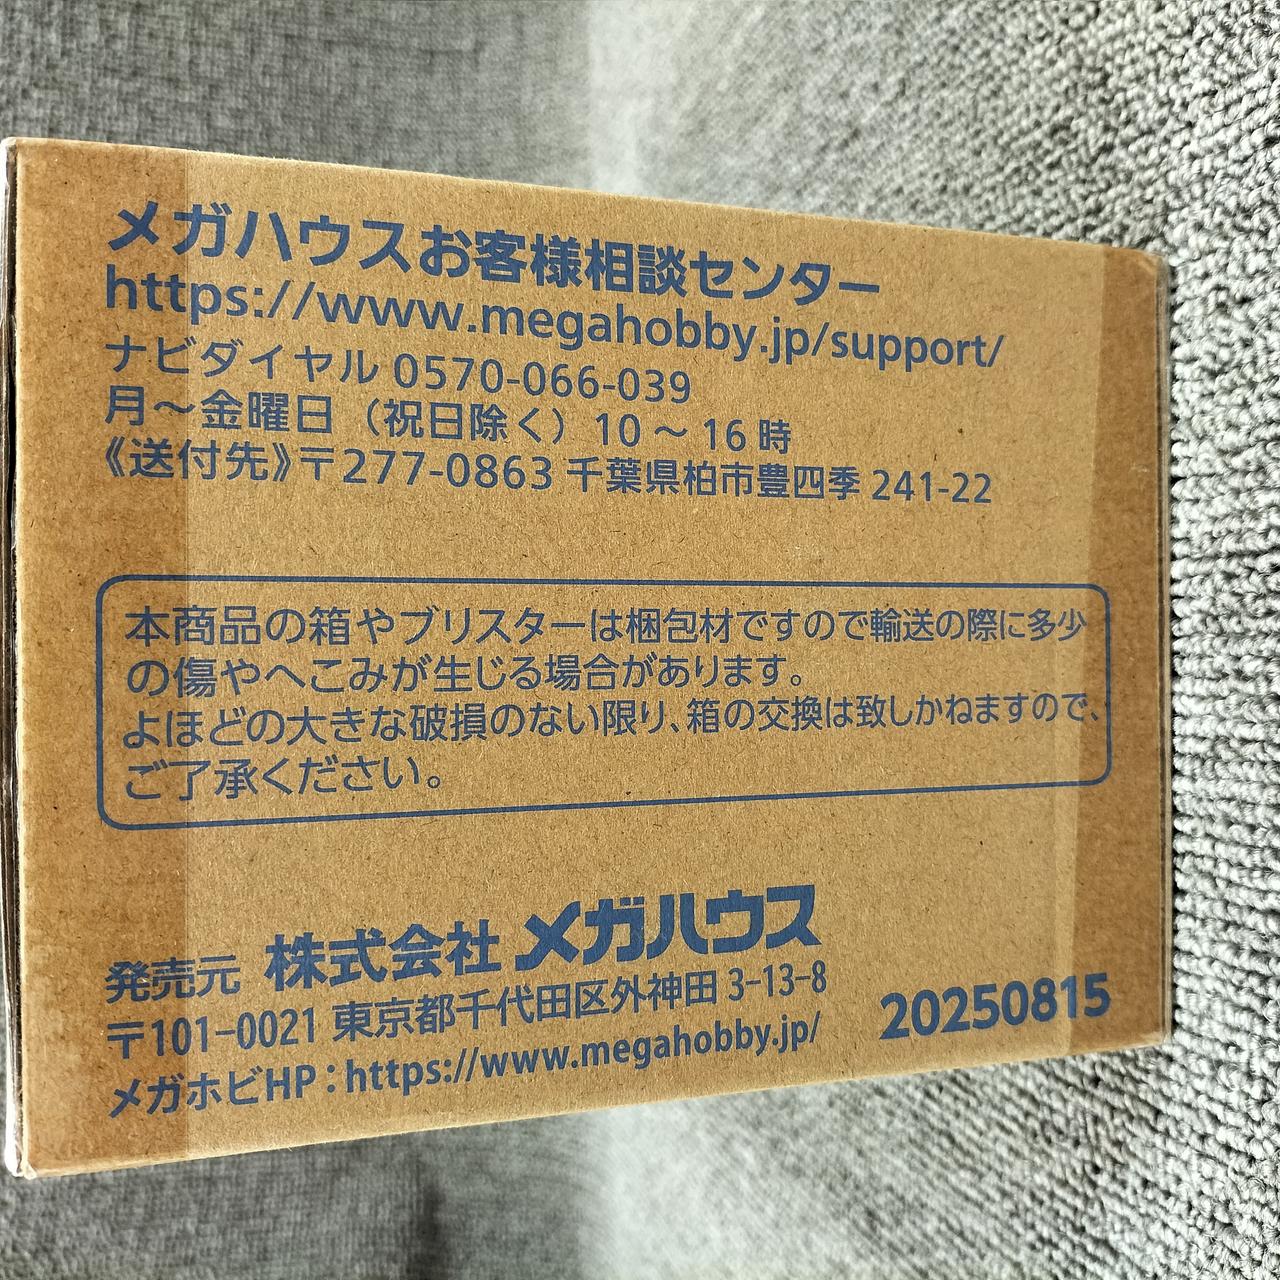 メガハウスお客様相談センター
https://www.megahobby.jp/support/
ナビダイヤル 0570-066-039
月～金曜日（祝日除く）10 ～ 16 時
《送付先》〒277-0863 千葉県柏市豊四季 241-22
本商品の箱やブリスターは梱包材ですので輸送の際に多少
の傷やへこみが生じる場合があります。
よほどの大きな破損のない限り、箱の交換は致しかねますので、
ご了承ください。
発売元 株式会社 メガハウス
〒101-0021 東京都千代田区外神田 3-13-8
メガホビHP：https://www.megahobby.jp/
20250815